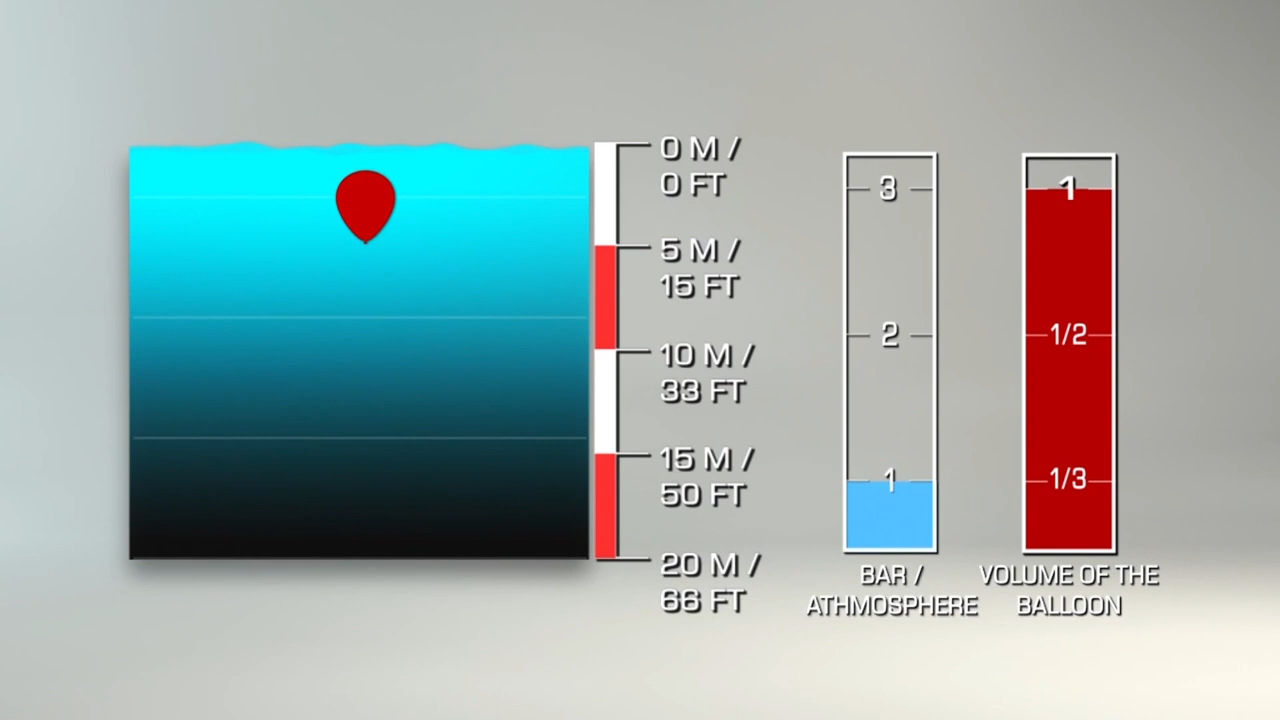 0 M /
0 FT
5 M /
15 FT
10 M /
33 FT
15 M /
50 FT
20 M /
66 FT
3
2
1
BAR /
ATHMOSPHERE
1
1/2
1/3
VOLUME OF THE
BALLOON